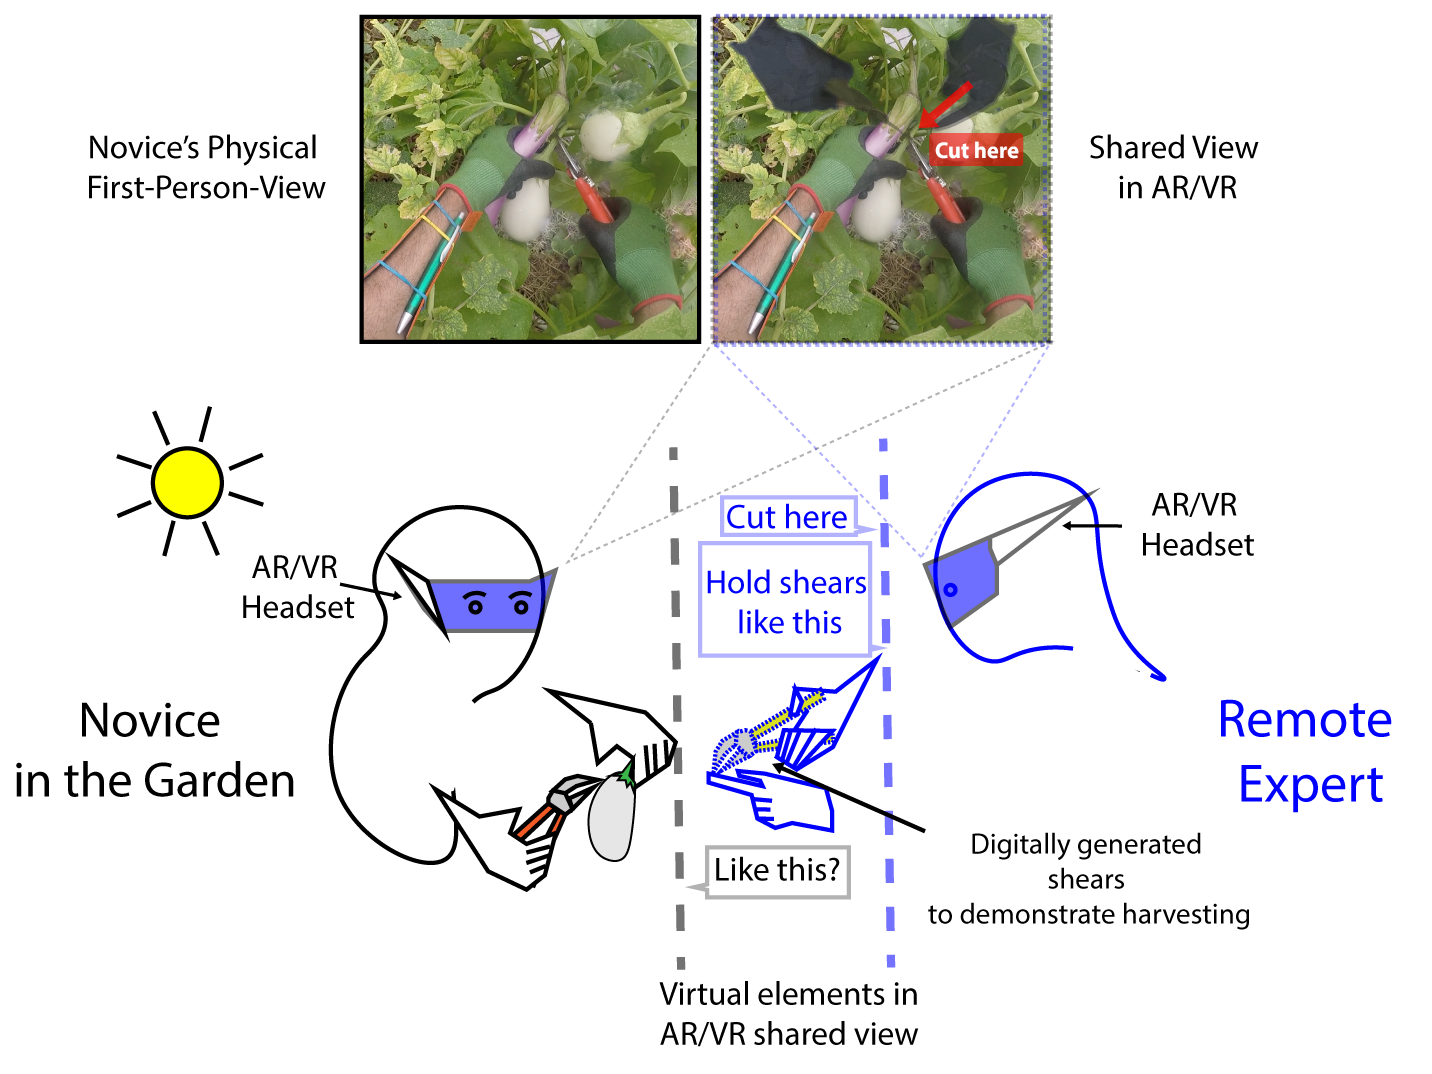 Novice's Physical
First-Person-View
Cut here
Shared View
in AR/VR
AR/VR
Headset
Cut here
Hold shears
like this
AR/VR
Headset
Novice
in the Garden
Remote
Expert
Like this?
Digitally generated
shears
to demonstrate harvesting
Virtual elements in
AR/VR shared view